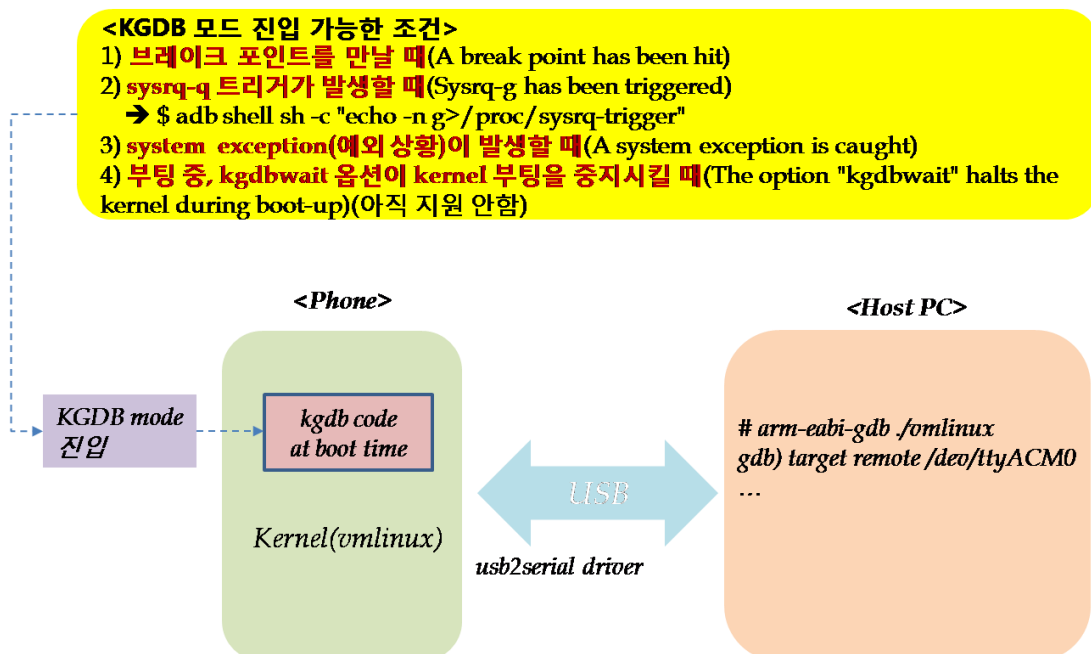 <KGDB 모드 진입 가능한 조건>
1) 브레이크 포인트를 만날 때(A break point has been hit)
2) sysrq-q 트리거가 발생할 때(Sysrq-g has been triggered)
➔ $ adb shell sh -c "echo -n g>/proc/sysrq-trigger"
3) system exception(예외 상황)이 발생할 때(A system exception is caught)
4) 부팅 중, kgdbwait 옵션이 kernel 부팅을 중지시킬 때(The option "kgdbwait" halts the
kernel during boot-up)(아직 지원 안함)
<Phone>
<Host PC>
KGDB mode
진입
kgdb code
at boot time
# arm-eabi-gdb ./vmlinux
gdb) target remote /dev/ttyACM0
...
USB
Kernel(vmlinux)
usb2serial driver